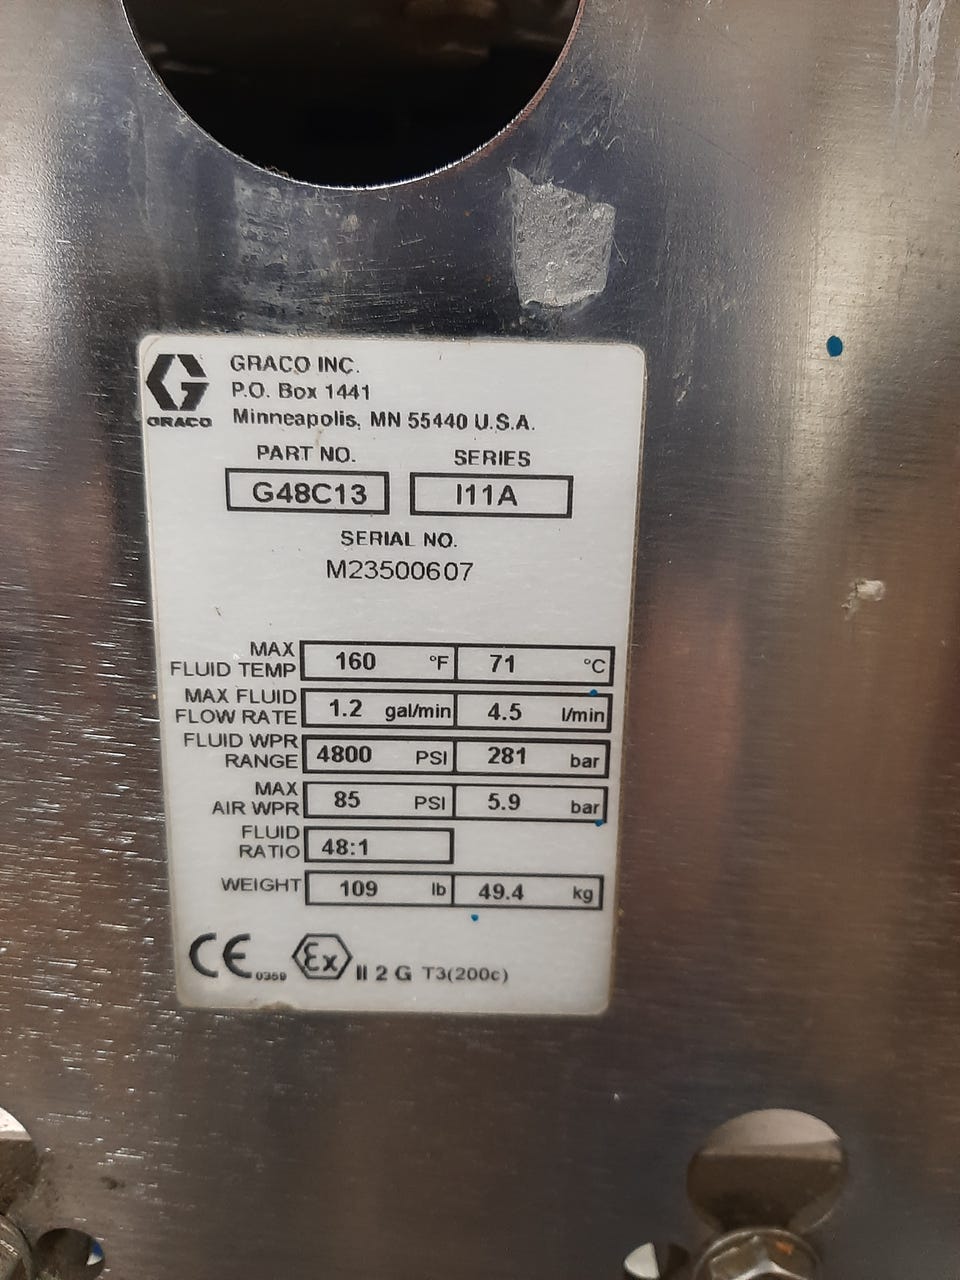 GRACO INC.
P.O. Box 1441
Minneapolis, MN 55440 U.S.A.
GRACO
PART NO. SERIES
G48C13 I11A
SERIAL NO.
M23500607
MAX FLUID TEMP 160 °F 71 °C
MAX FLUID FLOW RATE 1.2 gal/min 4.5 l/min
FLUID WPR RANGE 4800 PSI 281 bar
MAX AIR WPR 85 PSI 5.9 bar
FLUID RATIO 48:1
WEIGHT 109 lb 49.4 kg
CE 0359 Ex II 2 G T3(200c)